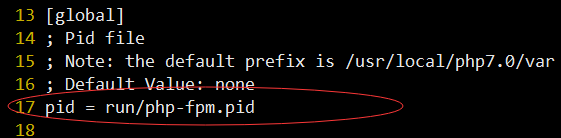 13 [global]
14 ; Pid file
15 ; Note: the default prefix is /usr/local/php7.0/var
16 ; Default Value: none
17 pid = run/php-fpm.pid
18